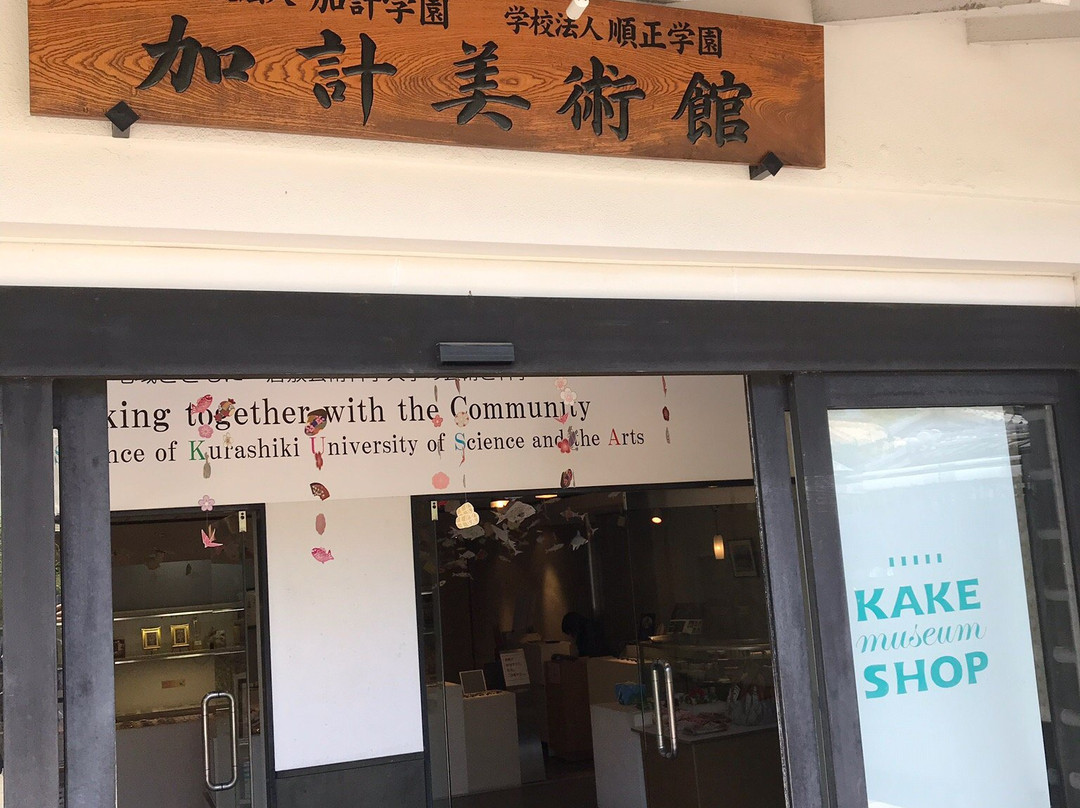 加計学園
学校法人 順正学園
加計美術館
king together with the Community
nce of Kurashiki University of Science and the Arts
KAKE
museum
SHOP